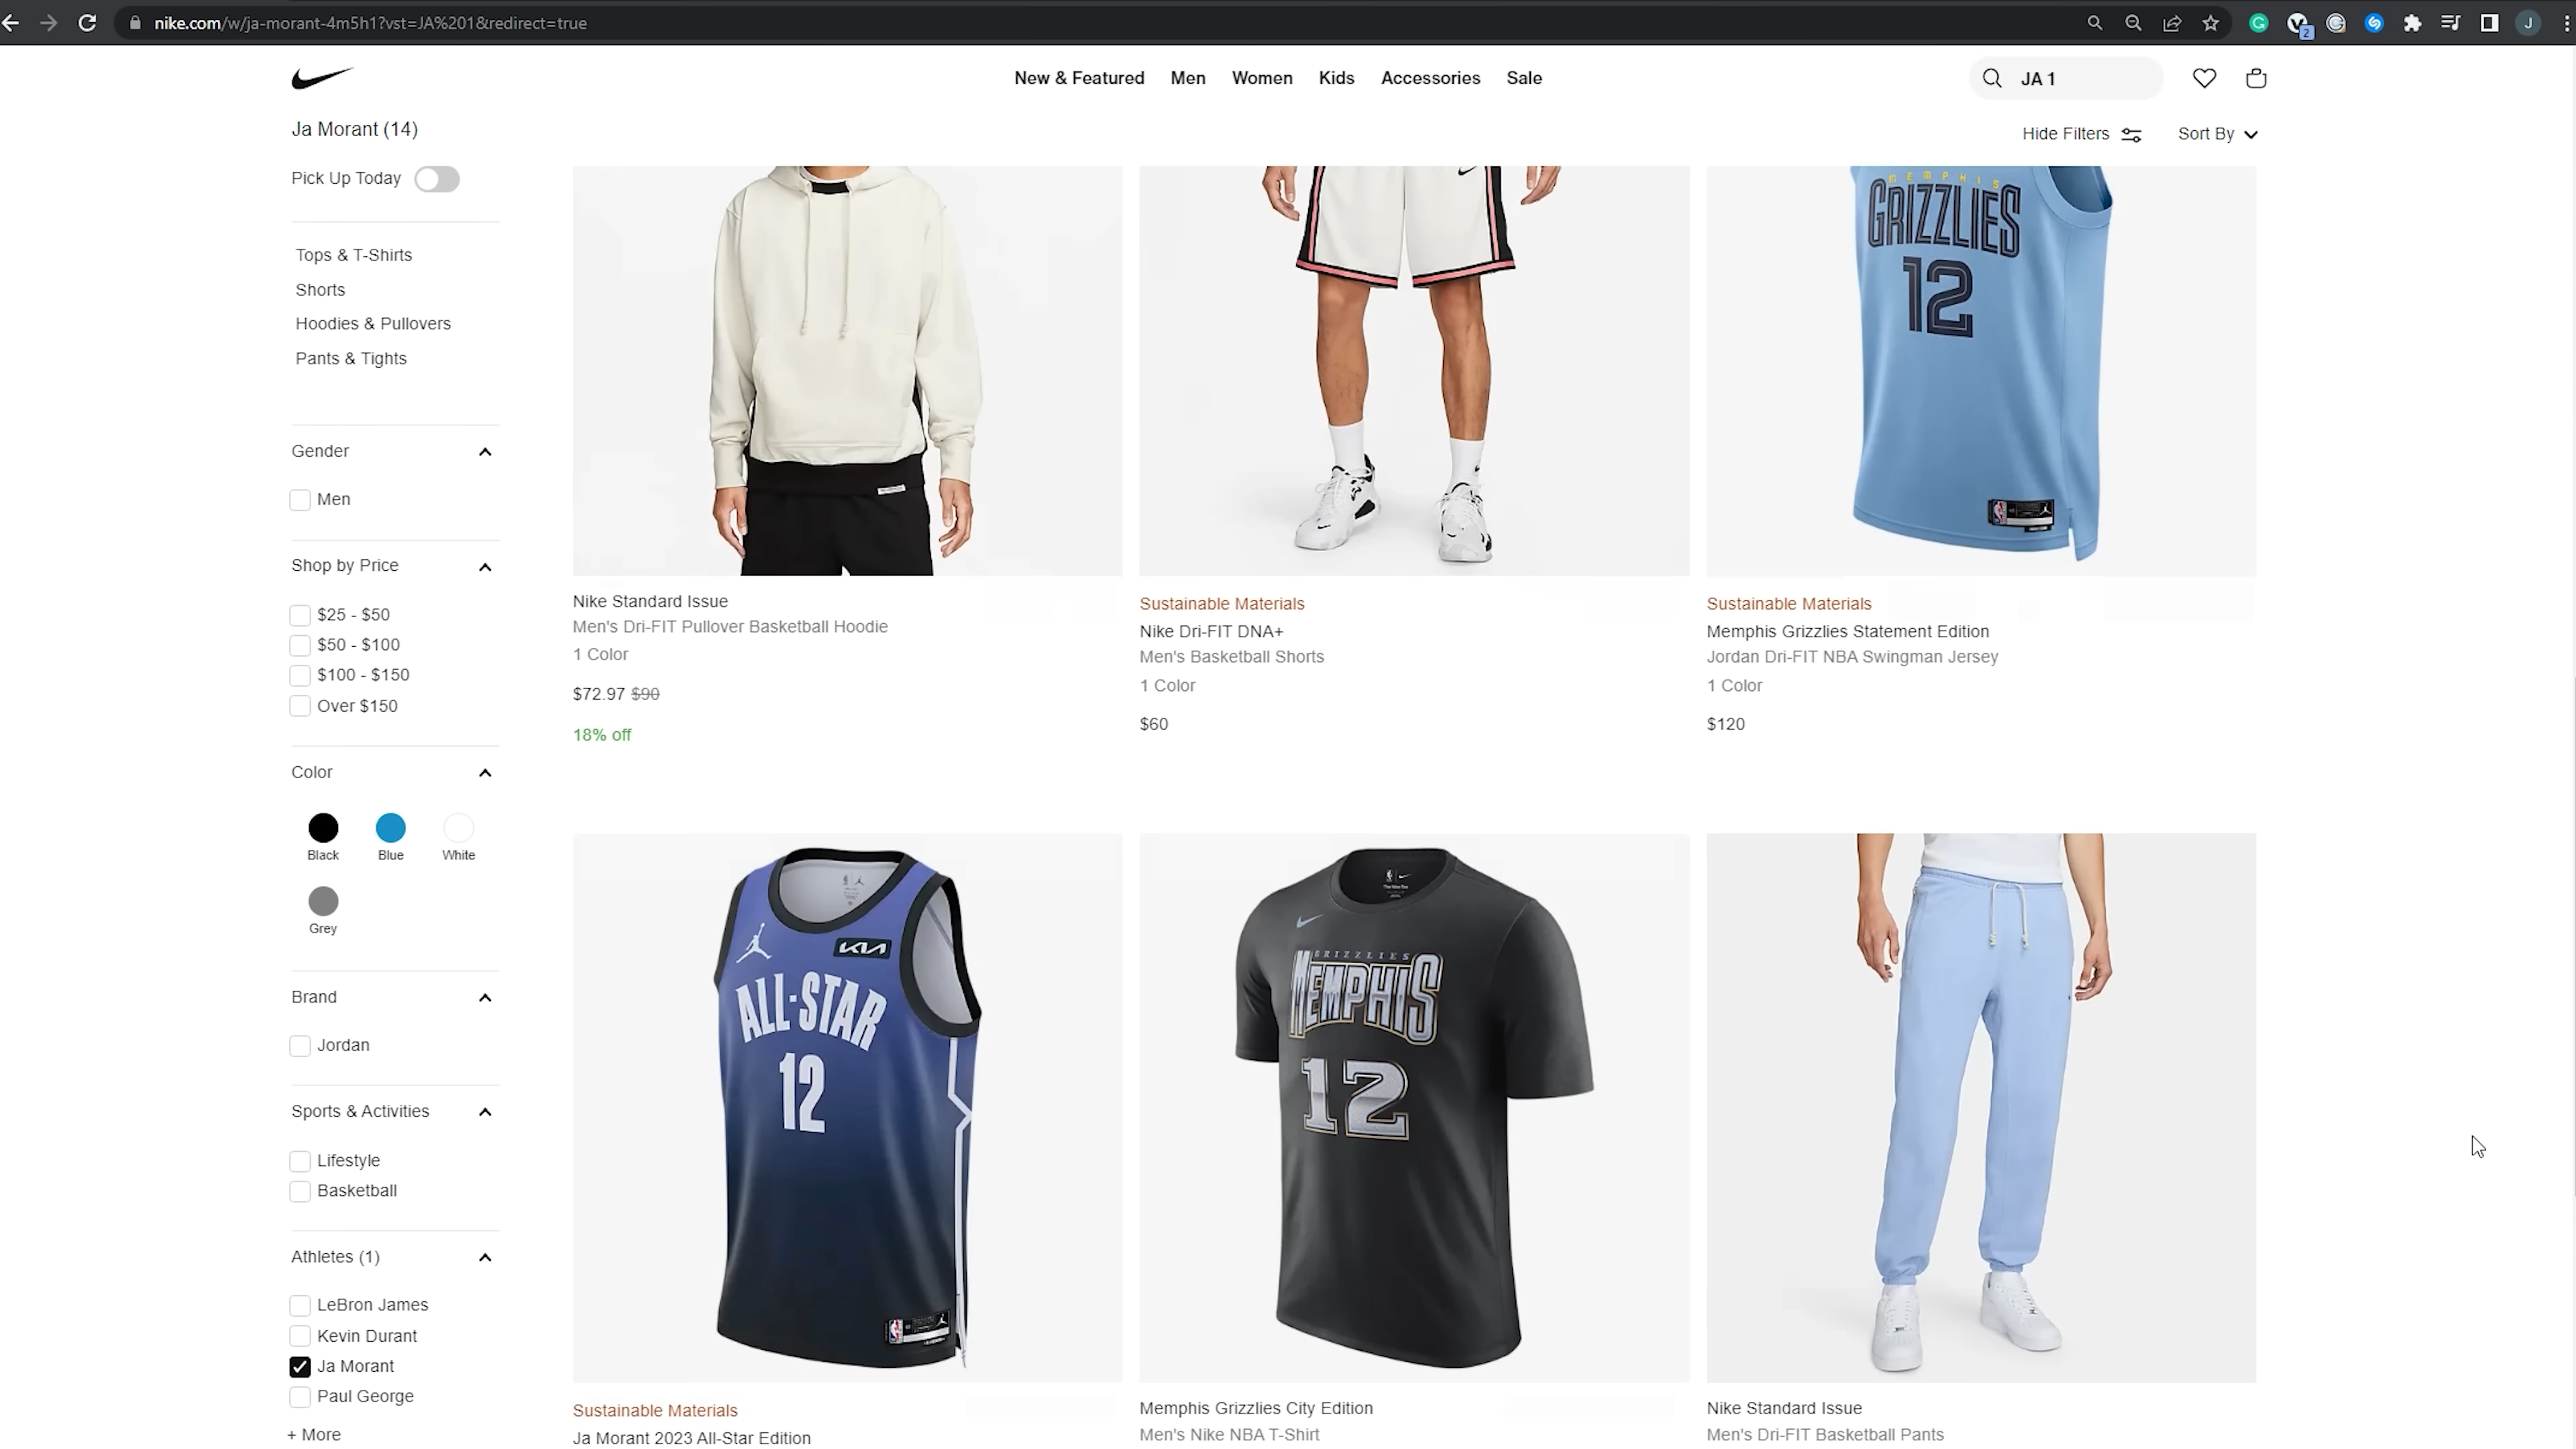 nike.com/w/ja-morant-4m5h1?vst=JA%201&redirect=true
2
J
New & Featured
Men
Women
Kids
Accessories
Sale
JA 1
Ja Morant (14)
Hide Filters
Sort By
Pick Up Today
Tops & T-Shirts
Shorts
Hoodies & Pullovers
Pants & Tights
Gender
Men
Shop by Price
$25 - $50
$50 - $100
$100 - $150
Over $150
Color
Black
Blue
White
Grey
Brand
Jordan
Sports & Activities
Lifestyle
Basketball
Athletes (1)
LeBron James
Kevin Durant
Ja Morant
Paul George
+ More
Nike Standard Issue
Men's Dri-FIT Pullover Basketball Hoodie
1 Color
$72.97 $90
18% off
Sustainable Materials
Nike Dri-FIT DNA+
Men's Basketball Shorts
1 Color
$60
MEMPHIS
GRIZZLIES
12
Sustainable Materials
Memphis Grizzlies Statement Edition
Jordan Dri-FIT NBA Swingman Jersey
1 Color
$120
KIA
ALL-STAR
12
Sustainable Materials
Ja Morant 2023 All-Star Edition
GRIZZLIES
MEMPHIS
12
Memphis Grizzlies City Edition
Men's Nike NBA T-Shirt
Nike Standard Issue
Men's Dri-FIT Basketball Pants